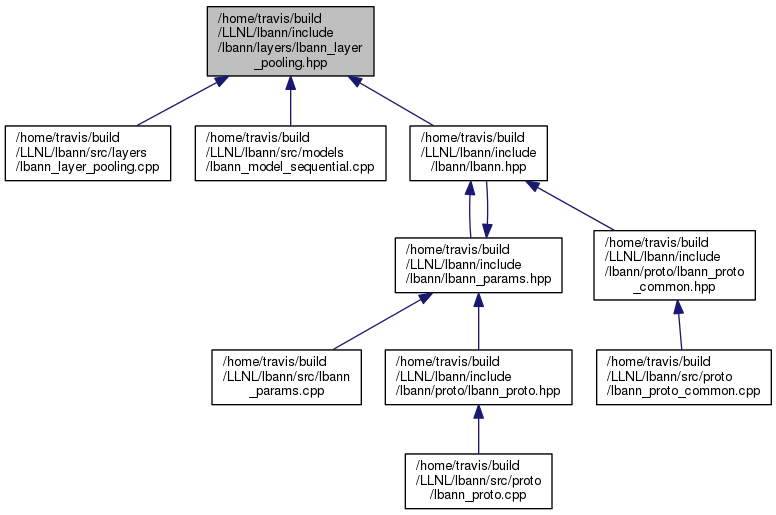 /home/travis/build
/LLNL/lbann/include
/lbann/layers/lbann_layer
_pooling.hpp
/home/travis/build
/LLNL/lbann/src/layers
/lbann_layer_pooling.cpp
/home/travis/build
/LLNL/lbann/src/models
/lbann_model_sequential.cpp
/home/travis/build
/LLNL/lbann/include
/lbann/lbann.hpp
/home/travis/build
/LLNL/lbann/include
/lbann/lbann_params.hpp
/home/travis/build
/LLNL/lbann/include
/lbann/proto/lbann_proto
_common.hpp
/home/travis/build
/LLNL/lbann/src/lbann
_params.cpp
/home/travis/build
/LLNL/lbann/include
/lbann/proto/lbann_proto.hpp
/home/travis/build
/LLNL/lbann/src/proto
/lbann_proto_common.cpp
/home/travis/build
/LLNL/lbann/src/proto
/lbann_proto.cpp